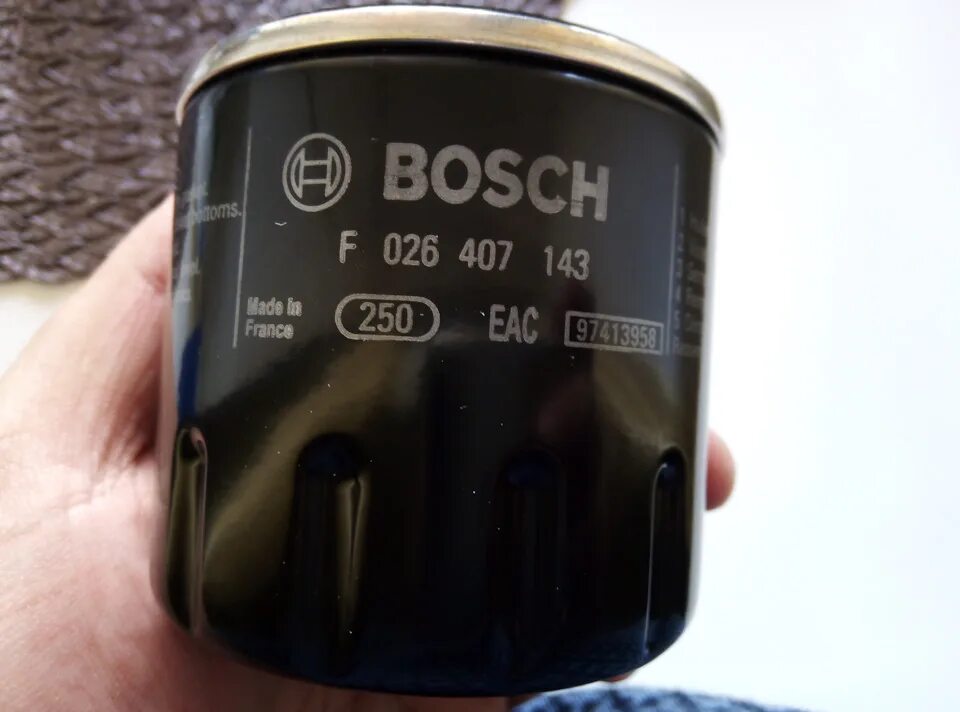 BOSCH
F 026 407 143
Made in
France
250 EAC 97413958